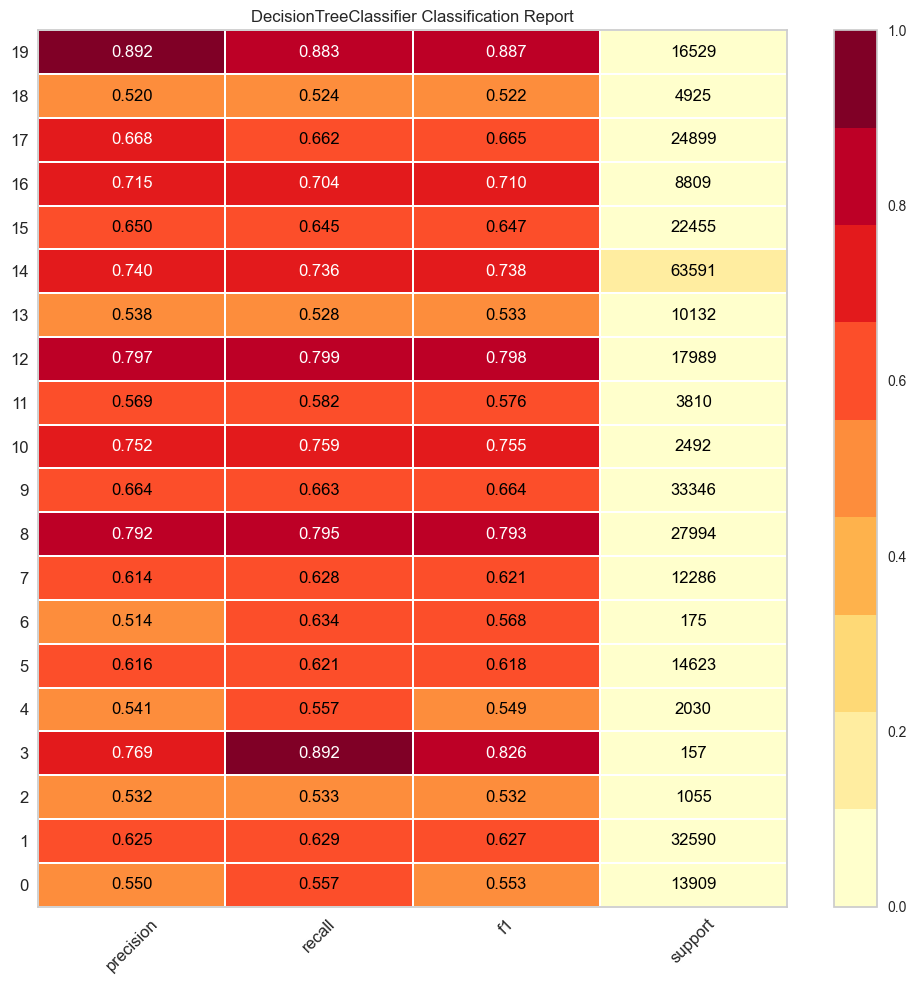 DecisionTreeClassifier Classification Report
19 0.892 0.883 0.887 16529
18 0.520 0.524 0.522 4925
17 0.668 0.662 0.665 24899
16 0.715 0.704 0.710 8809
15 0.650 0.645 0.647 22455
14 0.740 0.736 0.738 63591
13 0.538 0.528 0.533 10132
12 0.797 0.799 0.798 17989
11 0.569 0.582 0.576 3810
10 0.752 0.759 0.755 2492
9 0.664 0.663 0.664 33346
8 0.792 0.795 0.793 27994
7 0.614 0.628 0.621 12286
6 0.514 0.634 0.568 175
5 0.616 0.621 0.618 14623
4 0.541 0.557 0.549 2030
3 0.769 0.892 0.826 157
2 0.532 0.533 0.532 1055
1 0.625 0.629 0.627 32590
0 0.550 0.557 0.553 13909
precision recall f1 support
1.0
0.8
0.6
0.4
0.2
0.0